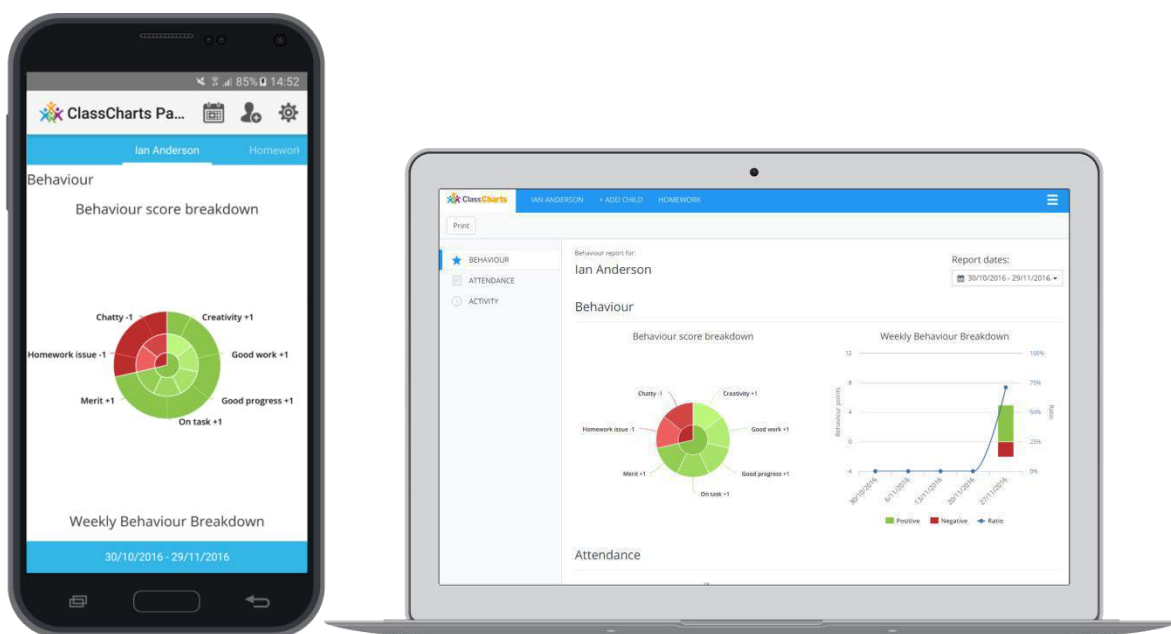 85% 14:52
ClassCharts Pa...
Ian Anderson Homework
Behaviour
Behaviour score breakdown
Chatty -1 Creativity +1
Homework issue -1 Good work +1
Merit +1 Good progress +1
On task +1
Weekly Behaviour Breakdown
30/10/2016 - 29/11/2016
ClassCharts IAN ANDERSON + ADD CHILD HOMEWORK
Print
BEHAVIOUR
ATTENDANCE
ACTIVITY
Behaviour report for:
Ian Anderson
Report dates:
30/10/2016 - 29/11/2016
Behaviour
Behaviour score breakdown
Chatty -1 Creativity +1
Homework issue -1 Good work +1
Merit +1 Good progress +1
On task +1
Weekly Behaviour Breakdown
12 100%
8 75%
4 50%
0 25%
-4 0%
Behaviour points
Ratio
30/10/2016 6/11/2016 13/11/2016 20/11/2016 27/11/2016
Positive Negative Ratio
Attendance